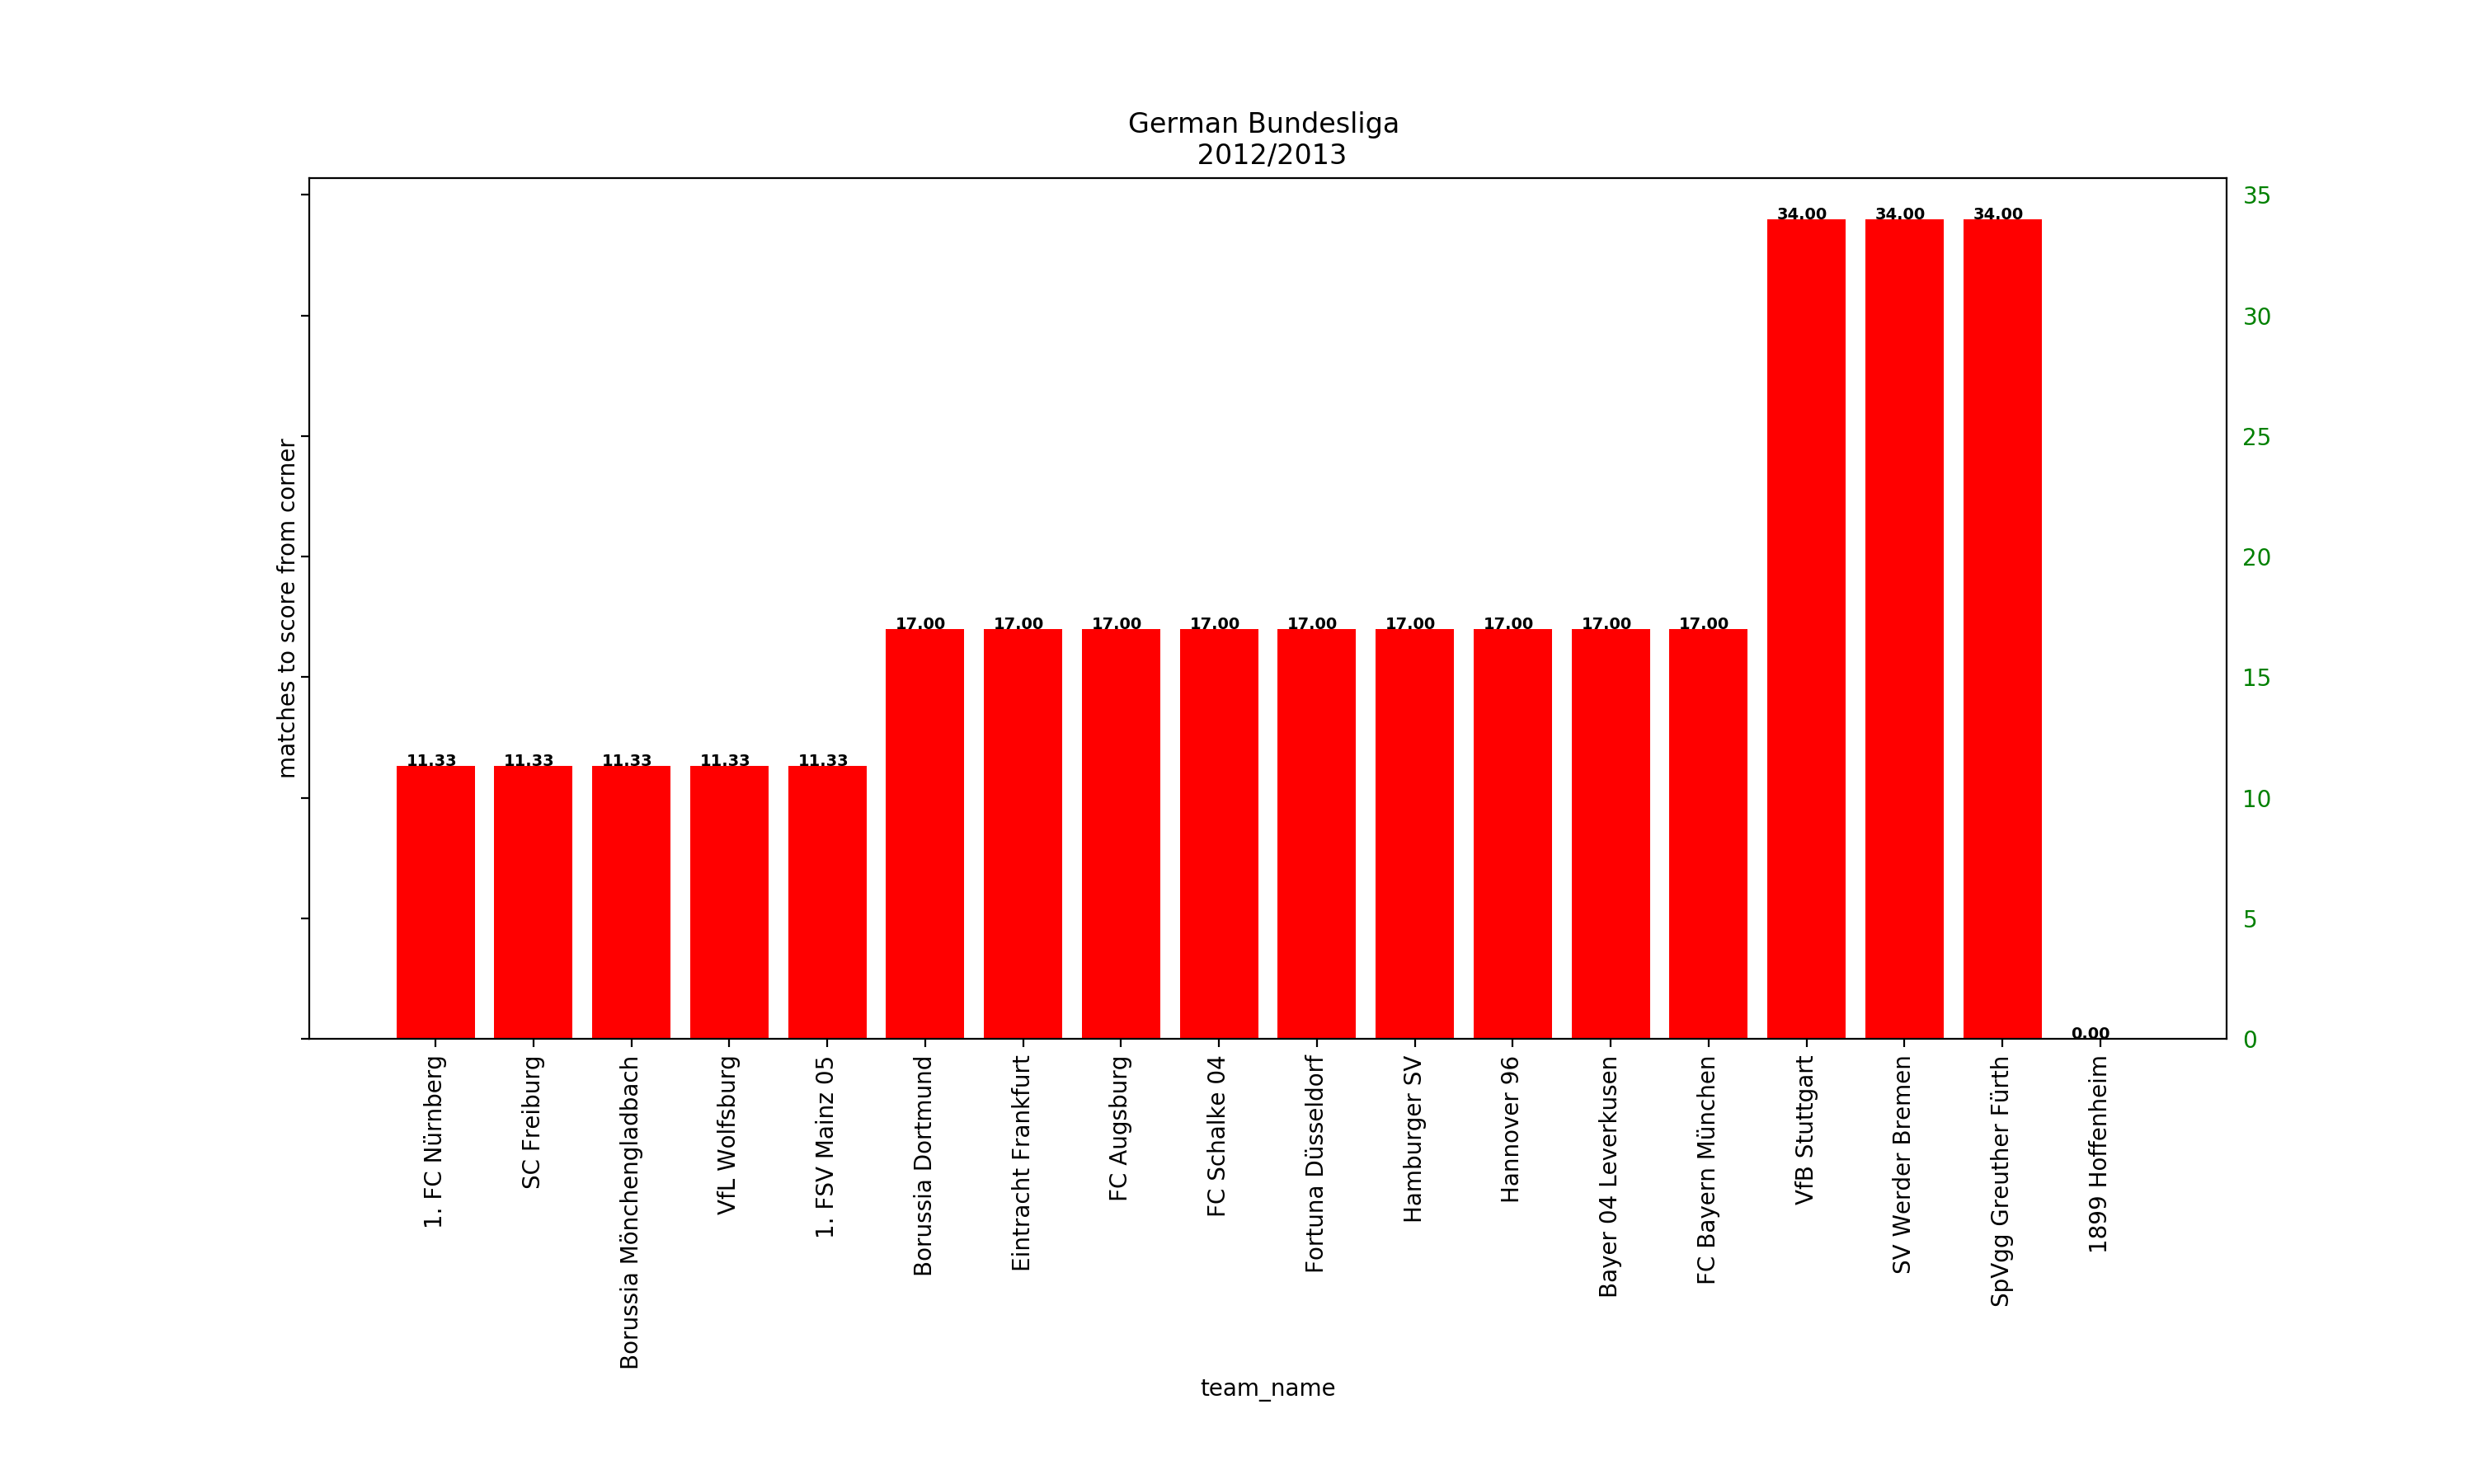 German Bundesliga
2012/2013
matches to score from corner
35
30
25
20
15
10
5
0
11.33
11.33
11.33
11.33
11.33
17.00
17.00
17.00
17.00
17.00
17.00
17.00
17.00
17.00
34.00
34.00
34.00
0.00
1. FC Nürnberg
SC Freiburg
Borussia Mönchengladbach
VfL Wolfsburg
1. FSV Mainz 05
Borussia Dortmund
Eintracht Frankfurt
FC Augsburg
FC Schalke 04
Fortuna Düsseldorf
Hamburger SV
Hannover 96
Bayer 04 Leverkusen
FC Bayern München
VfB Stuttgart
SV Werder Bremen
SpVgg Greuther Fürth
1899 Hoffenheim
team_name